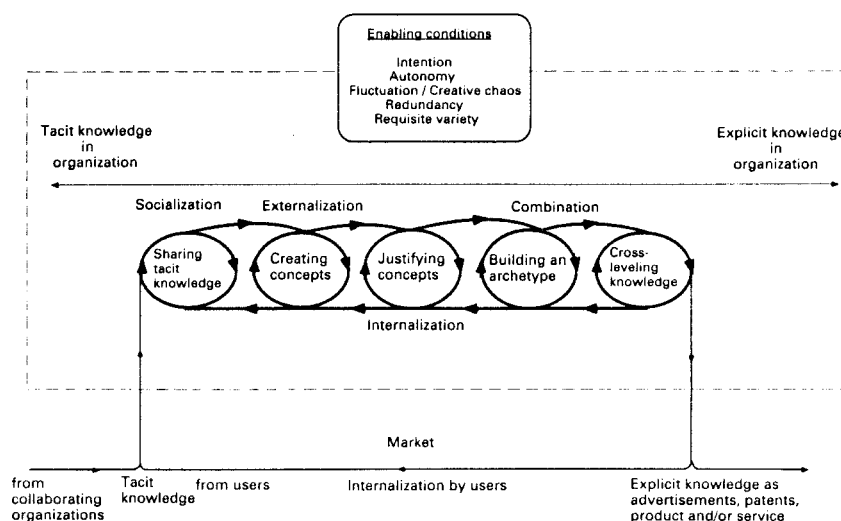 Enabling conditions
Intention
Autonomy
Fluctuation / Creative chaos
Redundancy
Requisite variety
Tacit knowledge
in
organization
Explicit knowledge
in
organization
Socialization
Externalization
Combination
Sharing
tacit
knowledge
Creating
concepts
Justifying
concepts
Building an
archetype
Cross-
leveling
knowledge
Internalization
Market
from
collaborating
organizations
Tacit
knowledge
from users
Internalization by users
Explicit knowledge as
advertisements, patents,
product and/or service